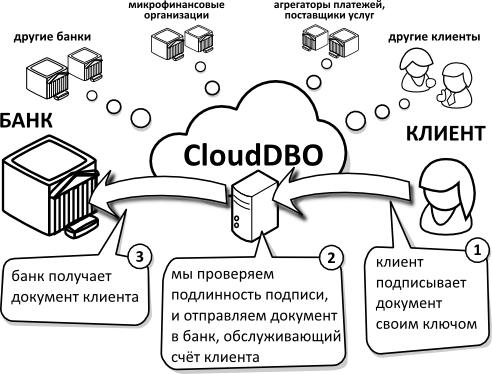 микрофинансовые
организации
агрегаторы платежей,
поставщики услуг
другие банки
другие клиенты
БАНК
КЛИЕНТ
CloudDBO
3
банк получает
документ клиента
2
мы проверяем
подлинность подписи,
и отправляем документ
в банк, обслуживающий
счёт клиента
1
клиент
подписывает
документ
своим ключом